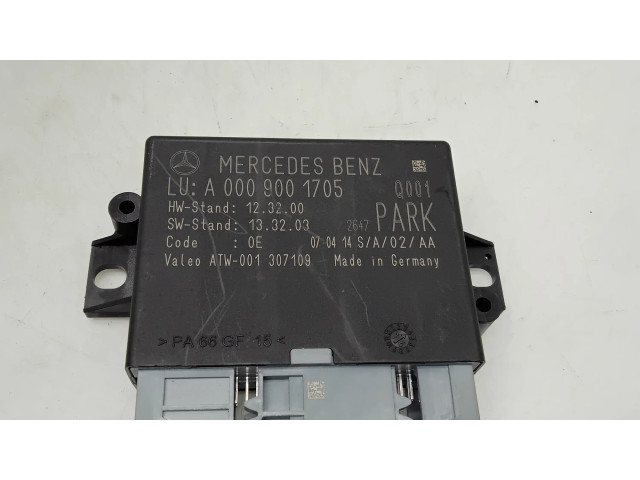 MERCEDES BENZ
LU: A 000 900 1705 Q001
HW-Stand: 12.32.00
SW-Stand: 13.32.03 2647 PARK
Code : 0E 07 04 14 S/A/02/AA
Valeo ATW-001 307109 Made in Germany
>PA 66 GF 15<